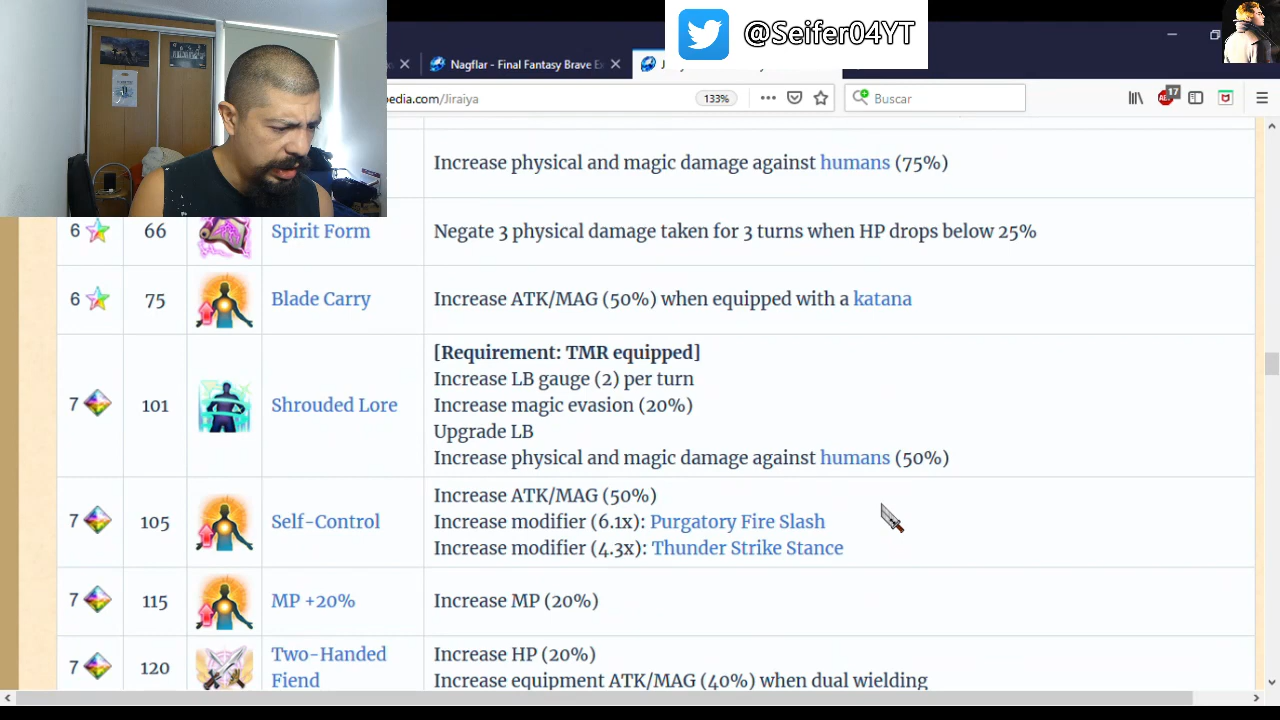 @Seifer04YT
Nagflar - Final Fantasy Brave Ex
pedia.com/Jiraiya
133%
Buscar
17
Increase physical and magic damage against humans (75%)
6 66 Spirit Form Negate 3 physical damage taken for 3 turns when HP drops below 25%
6 75 Blade Carry Increase ATK/MAG (50%) when equipped with a katana
[Requirement: TMR equipped]
Increase LB gauge (2) per turn
7 101 Shrouded Lore Increase magic evasion (20%)
Upgrade LB
Increase physical and magic damage against humans (50%)
Increase ATK/MAG (50%)
7 105 Self-Control Increase modifier (6.1x): Purgatory Fire Slash
Increase modifier (4.3x): Thunder Strike Stance
7 115 MP +20% Increase MP (20%)
7 120 Two-Handed Fiend
Increase HP (20%)
Increase equipment ATK/MAG (40%) when dual wielding